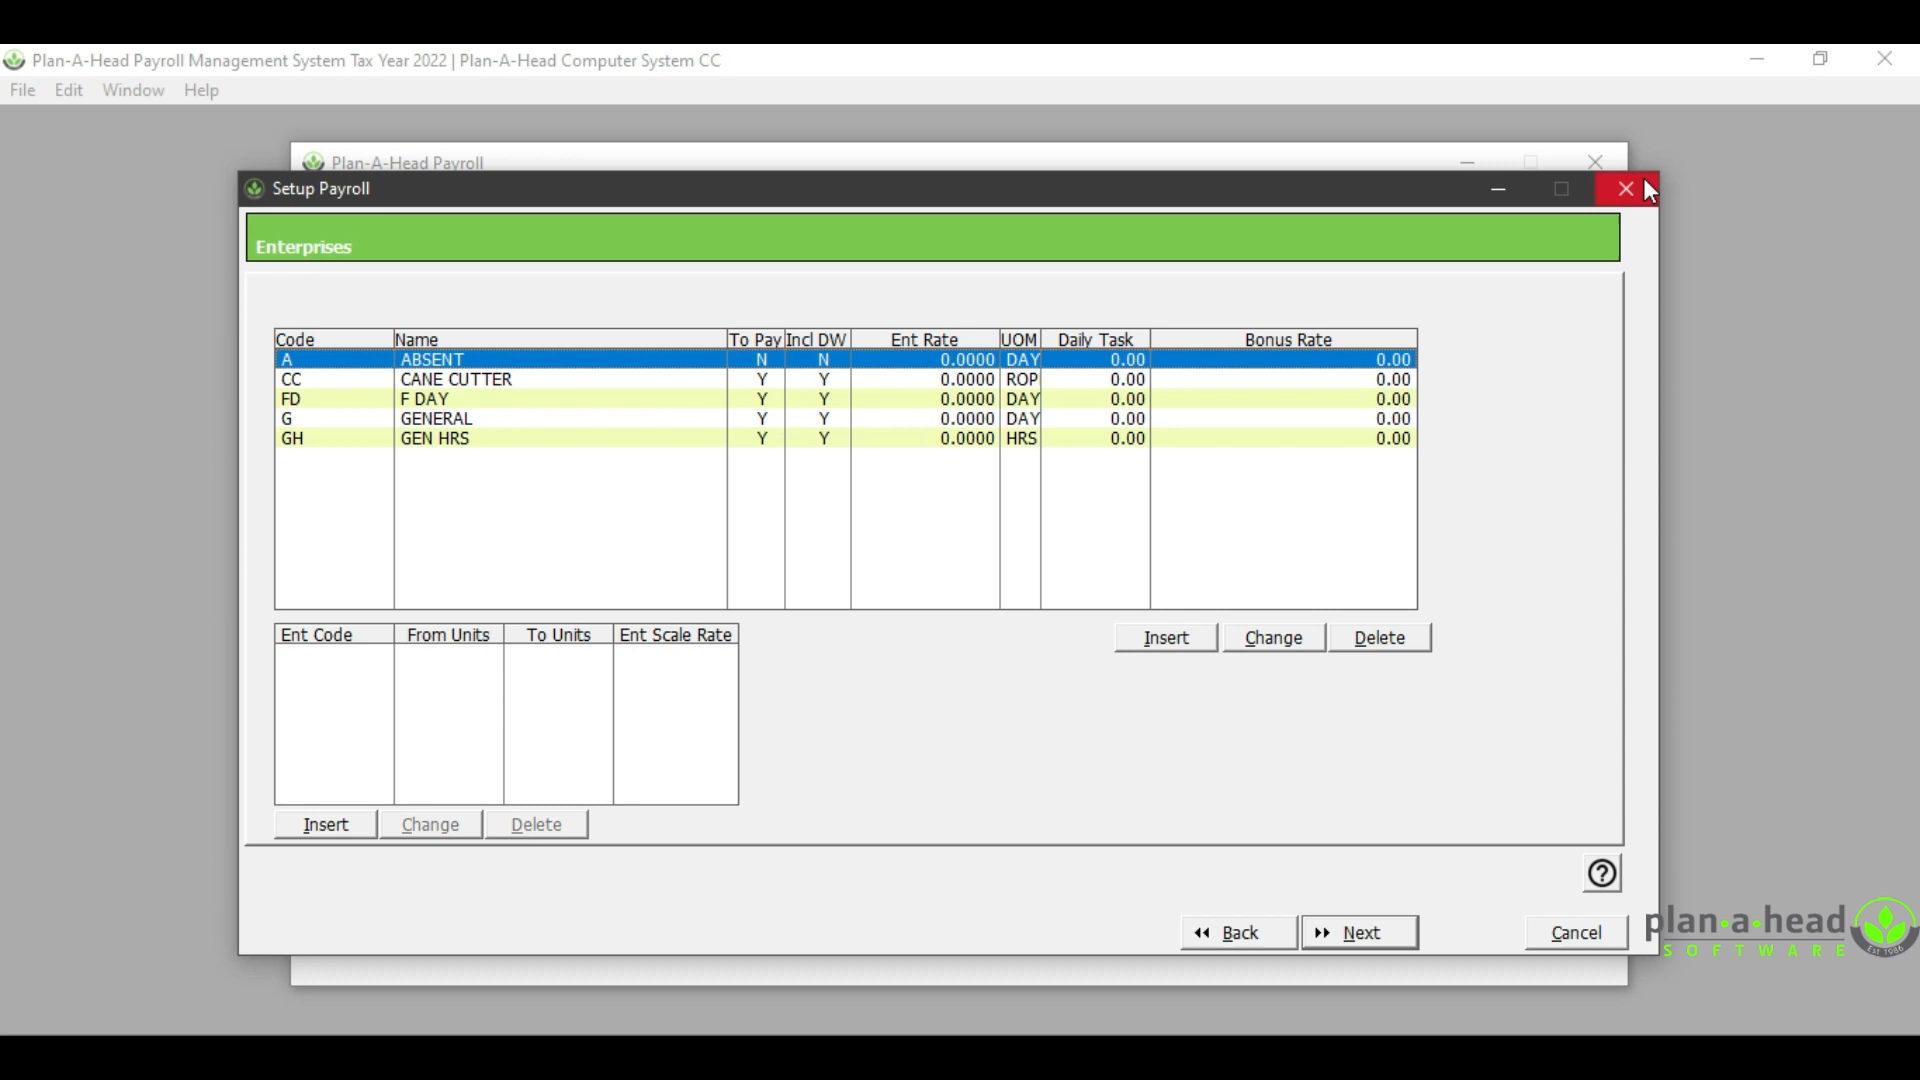 Plan-A-Head Payroll Management System Tax Year 2022 | Plan-A-Head Computer System CC
File Edit Window Help
Plan-A-Head Payroll
Setup Payroll
Enterprises
Code Name To Pay Incl DW Ent Rate UOM Daily Task Bonus Rate
A ABSENT N N 0.0000 DAY 0.00 0.00
CC CANE CUTTER Y Y 0.0000 ROP 0.00 0.00
FD F DAY Y Y 0.0000 DAY 0.00 0.00
G GENERAL Y Y 0.0000 DAY 0.00 0.00
GH GEN HRS Y Y 0.0000 HRS 0.00 0.00
Ent Code From Units To Units Ent Scale Rate
Insert Change Delete
Insert Change Delete
Back Next Cancel
plan·a·head
SOFTWARE
Est 1986